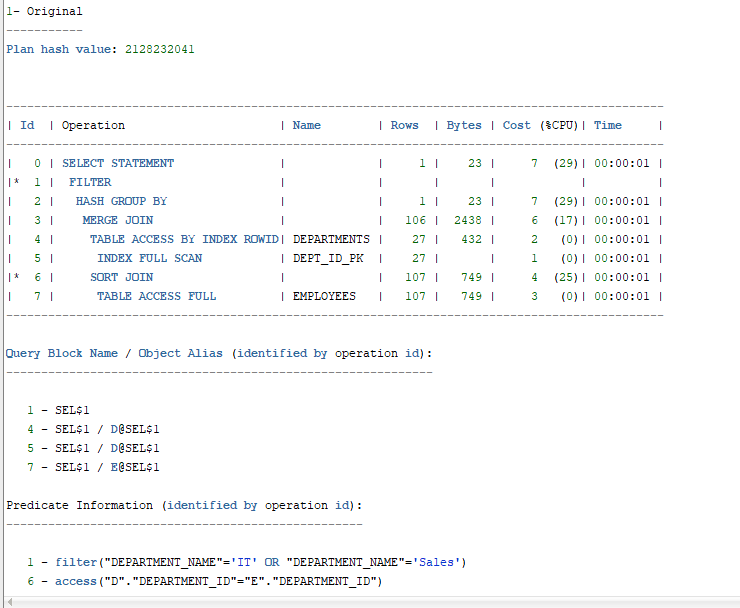 1- Original
-----------
Plan hash value: 2128232041
----------------------------------------------------------------------------------------------
| Id  | Operation                      | Name        | Rows  | Bytes | Cost (%CPU)| Time     |
----------------------------------------------------------------------------------------------
|   0 | SELECT STATEMENT               |             |     1 |    23 |     7  (29)| 00:00:01 |
|*  1 |  FILTER                        |             |       |       |            |          |
|   2 |   HASH GROUP BY                |             |     1 |    23 |     7  (29)| 00:00:01 |
|   3 |    MERGE JOIN                  |             |   106 |  2438 |     6  (17)| 00:00:01 |
|   4 |     TABLE ACCESS BY INDEX ROWID| DEPARTMENTS |    27 |   432 |     2   (0)| 00:00:01 |
|   5 |      INDEX FULL SCAN           | DEPT_ID_PK  |    27 |       |     1   (0)| 00:00:01 |
|*  6 |     SORT JOIN                  |             |   107 |   749 |     4  (25)| 00:00:01 |
|   7 |      TABLE ACCESS FULL         | EMPLOYEES   |   107 |   749 |     3   (0)| 00:00:01 |
----------------------------------------------------------------------------------------------
Query Block Name / Object Alias (identified by operation id):
-------------------------------------------------------------
   1 - SEL$1
   4 - SEL$1 / D@SEL$1
   5 - SEL$1 / D@SEL$1
   7 - SEL$1 / E@SEL$1
Predicate Information (identified by operation id):
---------------------------------------------------
   1 - filter("DEPARTMENT_NAME"='IT' OR "DEPARTMENT_NAME"='Sales')
   6 - access("D"."DEPARTMENT_ID"="E"."DEPARTMENT_ID")